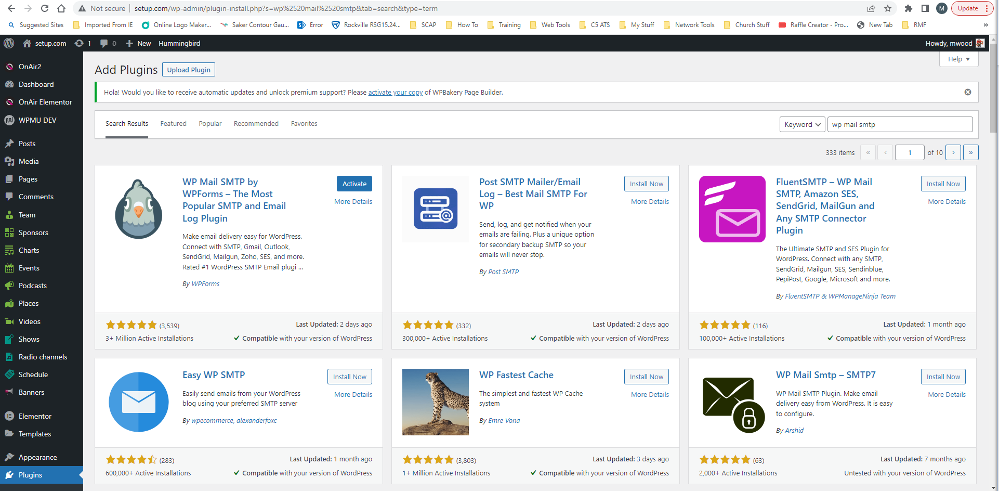 Not secure | setup.com/wp-admin/plugin-install.php?s=wp%2520mail%2520smtp&tab=search&type=term
M
Update
Suggested Sites
Imported From IE
Online Logo Maker...
Saker Contour Gau...
Error
Rockville RSG15.24...
SCAP
How To
Training
Web Tools
C5 ATS
My Stuff
Network Tools
Church Stuff
Raffle Creator - Pro...
New Tab
RMF
»
setup.com
1
0
New
Hummingbird
Howdy, mwood
OnAir2
Dashboard
OnAir Elementor
WPMU DEV
Posts
Media
Pages
Comments
Team
Sponsors
Charts
Events
Podcasts
Places
Videos
Shows
Radio channels
Schedule
Banners
Elementor
Templates
Appearance
Plugins
Help
Add Plugins
Upload Plugin
Hola! Would you like to receive automatic updates and unlock premium support? Please activate your copy of WPBakery Page Builder.
Search Results
Featured
Popular
Recommended
Favorites
Keyword
wp mail smtp
333 items
«
‹
1
of 10
›
»
WP Mail SMTP by
WPForms – The Most
Popular SMTP and Email
Log Plugin
Activate
More Details
Make email delivery easy for WordPress.
Connect with SMTP, Gmail, Outlook,
SendGrid, Mailgun, Zoho, SES, and more.
Rated #1 WordPress SMTP Email plugi ...
By WPForms
(3,539)
Last Updated: 2 days ago
3+ Million Active Installations
Compatible with your version of WordPress
Post SMTP Mailer/Email
Log – Best Mail SMTP For
WP
Install Now
More Details
Send, log, and get notified when your
emails are failing. Plus a unique option
for secondary backup SMTP so your
emails will never stop.
By Post SMTP
(332)
Last Updated: 2 days ago
300,000+ Active Installations
Compatible with your version of WordPress
FluentSMTP – WP Mail
SMTP, Amazon SES,
SendGrid, MailGun and
Any SMTP Connector
Plugin
Install Now
More Details
The Ultimate SMTP and SES Plugin for
WordPress. Connect with any SMTP,
SendGrid, Mailgun, SES, Sendinblue,
PepiPost, Google, Microsoft and more.
By FluentSMTP & WPManageNinja Team
(116)
Last Updated: 1 month ago
100,000+ Active Installations
Compatible with your version of WordPress
Easy WP SMTP
Install Now
More Details
Easily send emails from your WordPress
blog using your preferred SMTP server
By wpecommerce, alexanderfoxc
(283)
Last Updated: 1 month ago
600,000+ Active Installations
Compatible with your version of WordPress
WP Fastest Cache
Install Now
More Details
The simplest and fastest WP Cache
system
By Emre Vona
(3,803)
Last Updated: 3 days ago
1+ Million Active Installations
Compatible with your version of WordPress
WP Mail Smtp – SMTP7
Install Now
More Details
WP Mail SMTP Plugin. Make email
delivery easy from WordPress. It is easy
to configure.
By Arshid
(63)
Last Updated: 7 months ago
2,000+ Active Installations
Untested with your version of WordPress